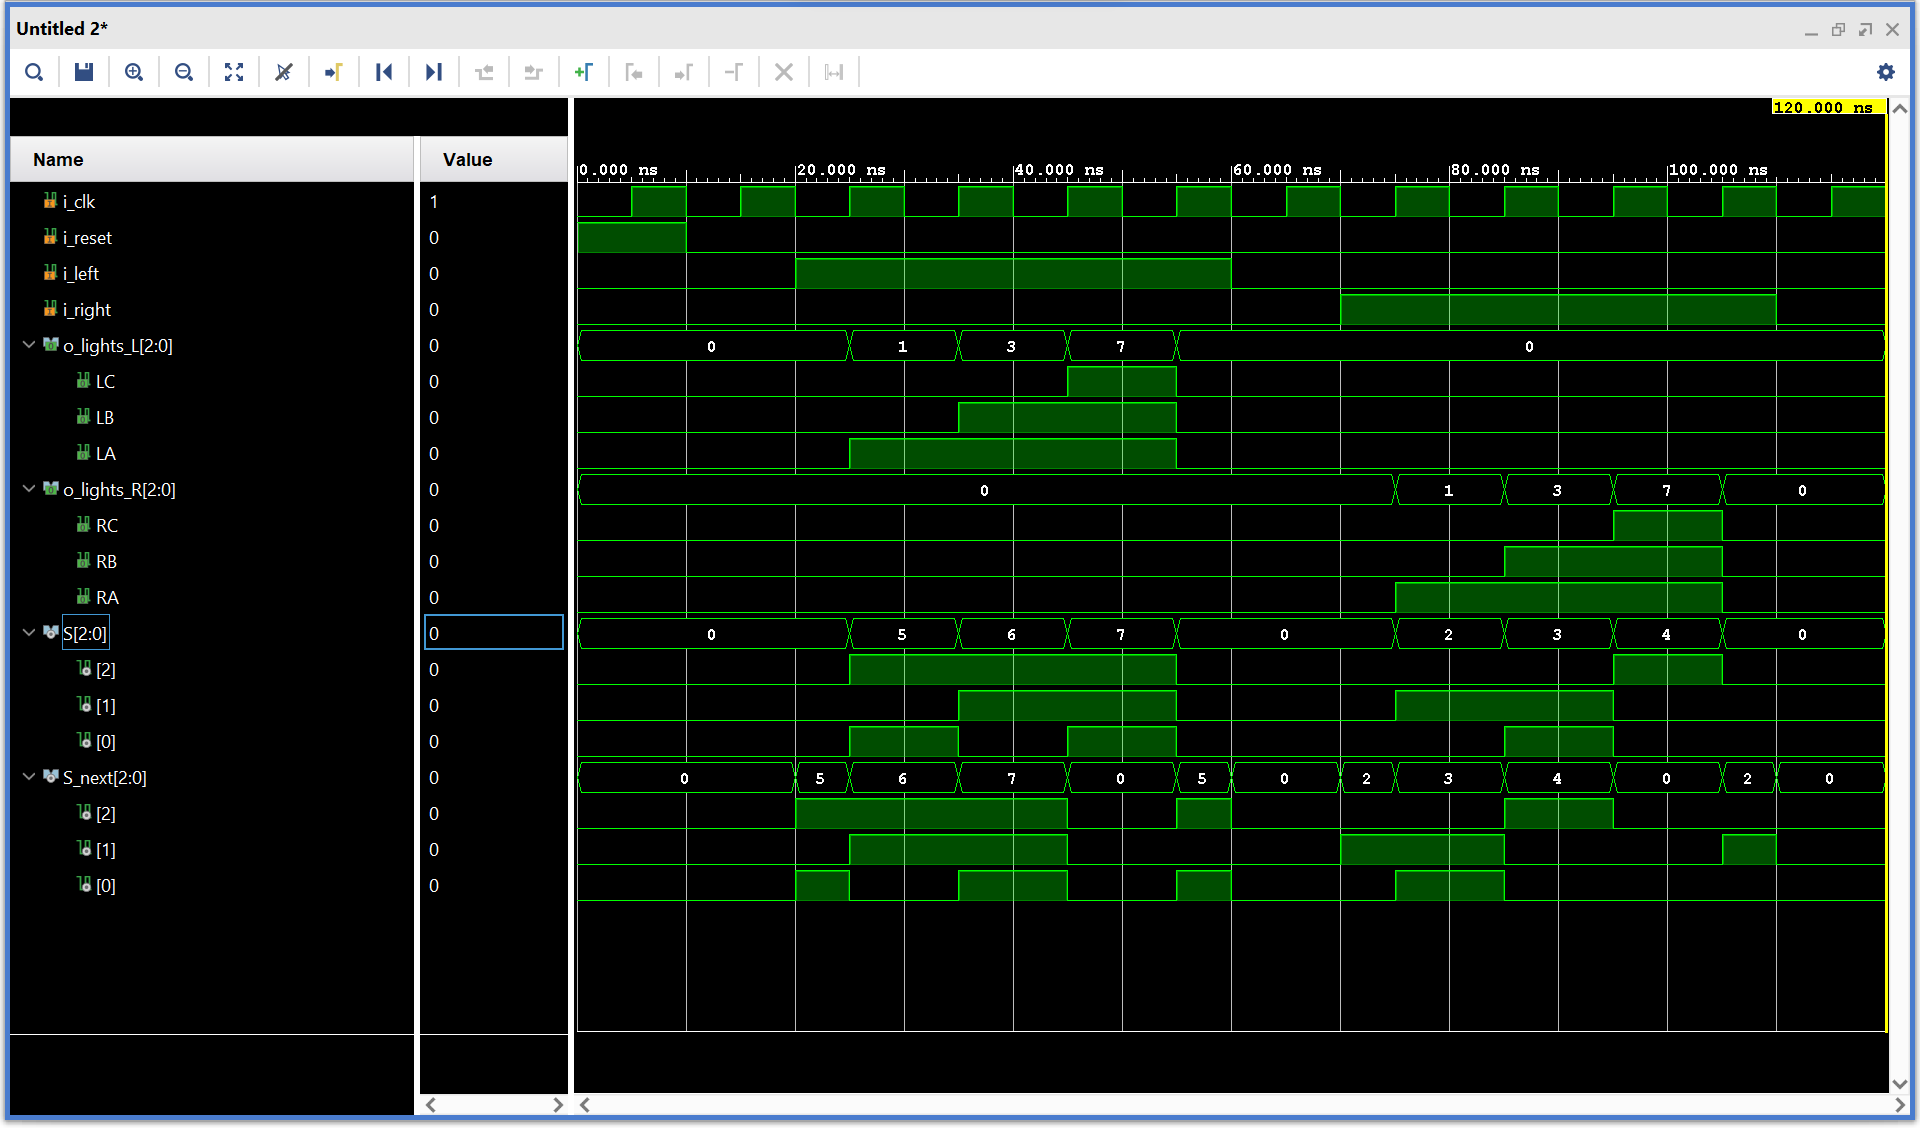 Untitled 2*
120.000 ns
Name Value
0.000 ns 20.000 ns 40.000 ns 60.000 ns 80.000 ns 100.000 ns
i_clk 1
i_reset 0
i_left 0
i_right 0
o_lights_L[2:0] 0 0 1 3 7 0
LC 0
LB 0
LA 0
o_lights_R[2:0] 0 0 1 3 7 0
RC 0
RB 0
RA 0
S[2:0] 0 0 5 6 7 0 2 3 4 0
[2] 0
[1] 0
[0] 0
S_next[2:0] 0 0 5 6 7 0 5 0 2 3 4 0 2 0
[2] 0
[1] 0
[0] 0